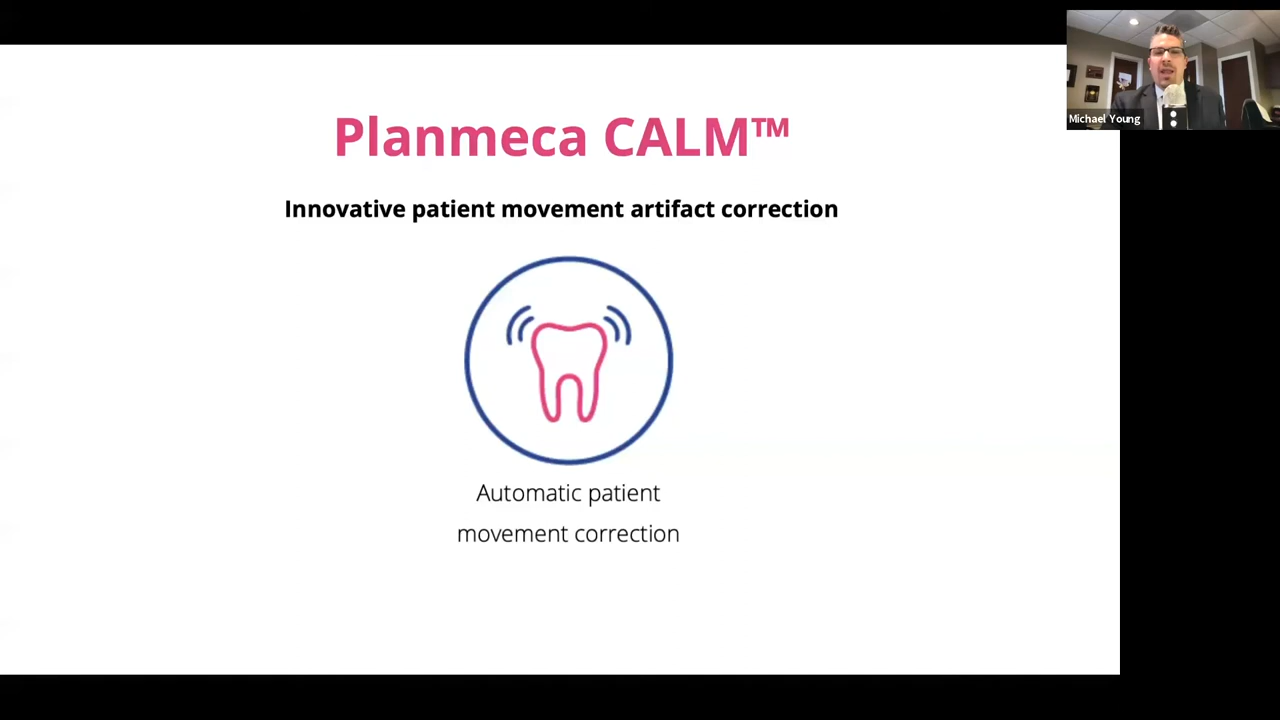 Planmeca CALM™
Innovative patient movement artifact correction
Automatic patient
movement correction
Michael Young